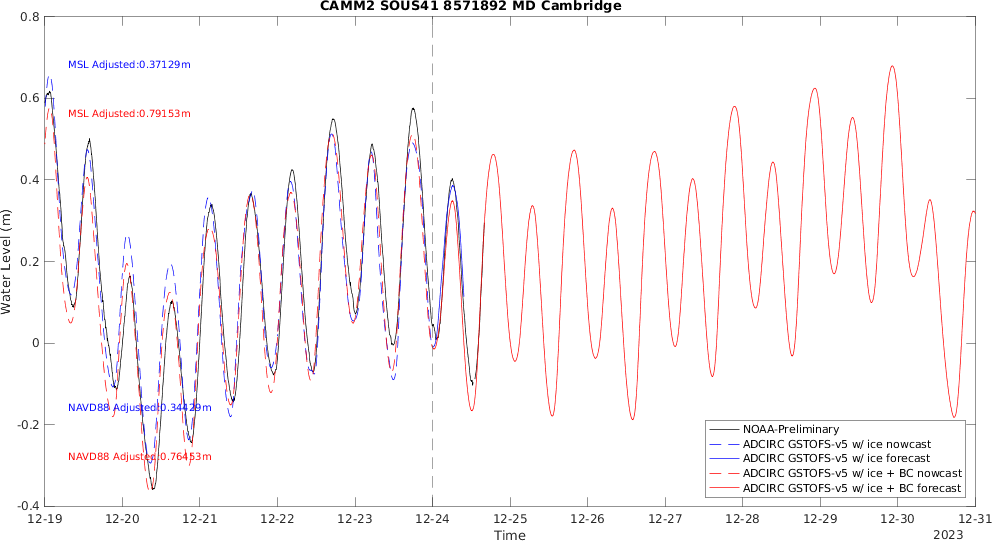 CAMM2 SOUS41 8571892 MD Cambridge
0.8
0.6
0.4
0.2
0
-0.2
-0.4
Water Level (m)
MSL Adjusted:0.37129m
MSL Adjusted:0.79153m
NAVD88 Adjusted:0.34429m
NAVD88 Adjusted:0.76453m
NOAA-Preliminary
ADCIRC GSTOFS-v5 w/ ice nowcast
ADCIRC GSTOFS-v5 w/ ice forecast
ADCIRC GSTOFS-v5 w/ ice + BC nowcast
ADCIRC GSTOFS-v5 w/ ice + BC forecast
12-19 12-20 12-21 12-22 12-23 12-24 12-25 12-26 12-27 12-28 12-29 12-30 12-31
Time
2023